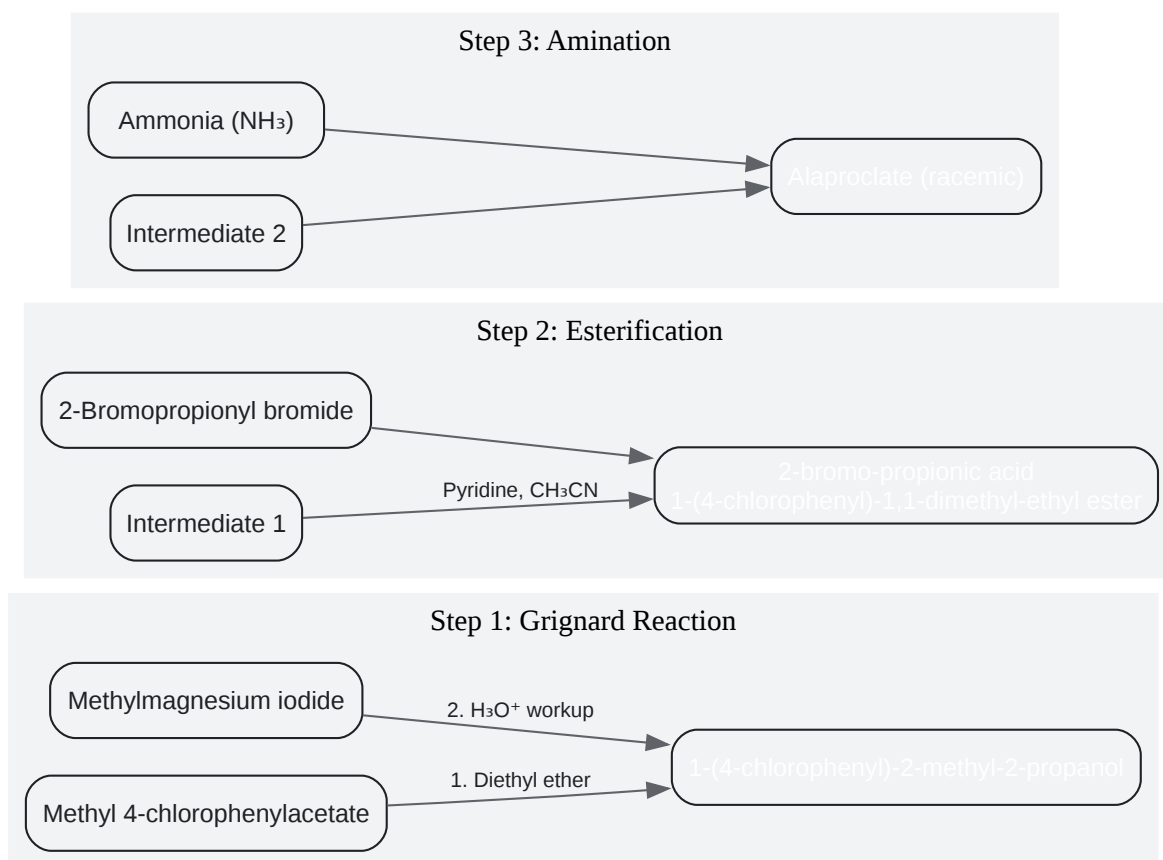 Step 3: Amination
Ammonia (NH₃)
Alaproclate (racemic)
Intermediate 2
Step 2: Esterification
2-Bromopropionyl bromide
2-bromo-propionic acid
1-(4-chlorophenyl)-1,1-dimethyl-ethyl ester
Pyridine, CH₃CN
Intermediate 1
Step 1: Grignard Reaction
Methylmagnesium iodide
2. H₃O⁺ workup
1-(4-chlorophenyl)-2-methyl-2-propanol
1. Diethyl ether
Methyl 4-chlorophenylacetate